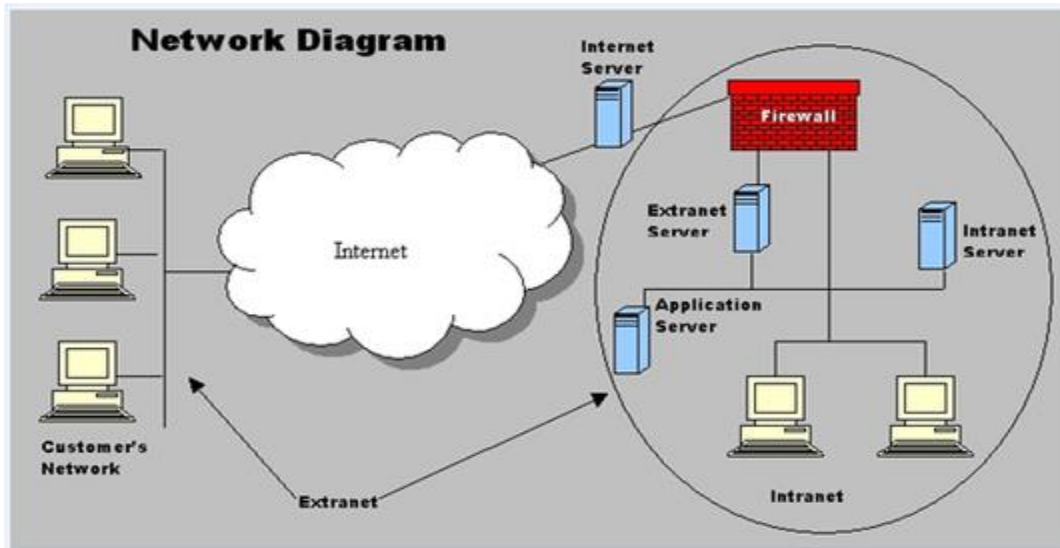 Network Diagram
Internet
Server
Firewall
Extranet
Server
Intranet
Server
Internet
Application
Server
Customer's
Network
Extranet
Intranet